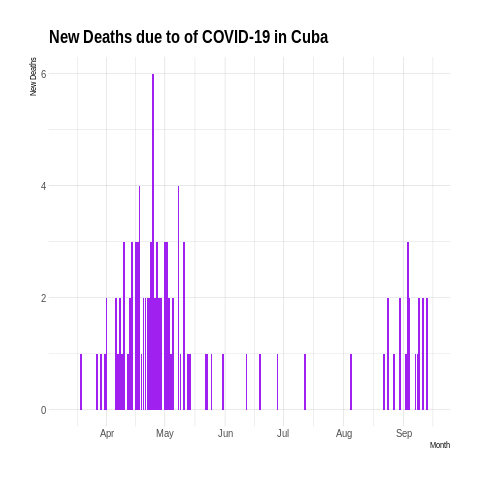 New Deaths due to of COVID-19 in Cuba
New Deaths
6
4
2
0
Apr May Jun Jul Aug Sep
Month